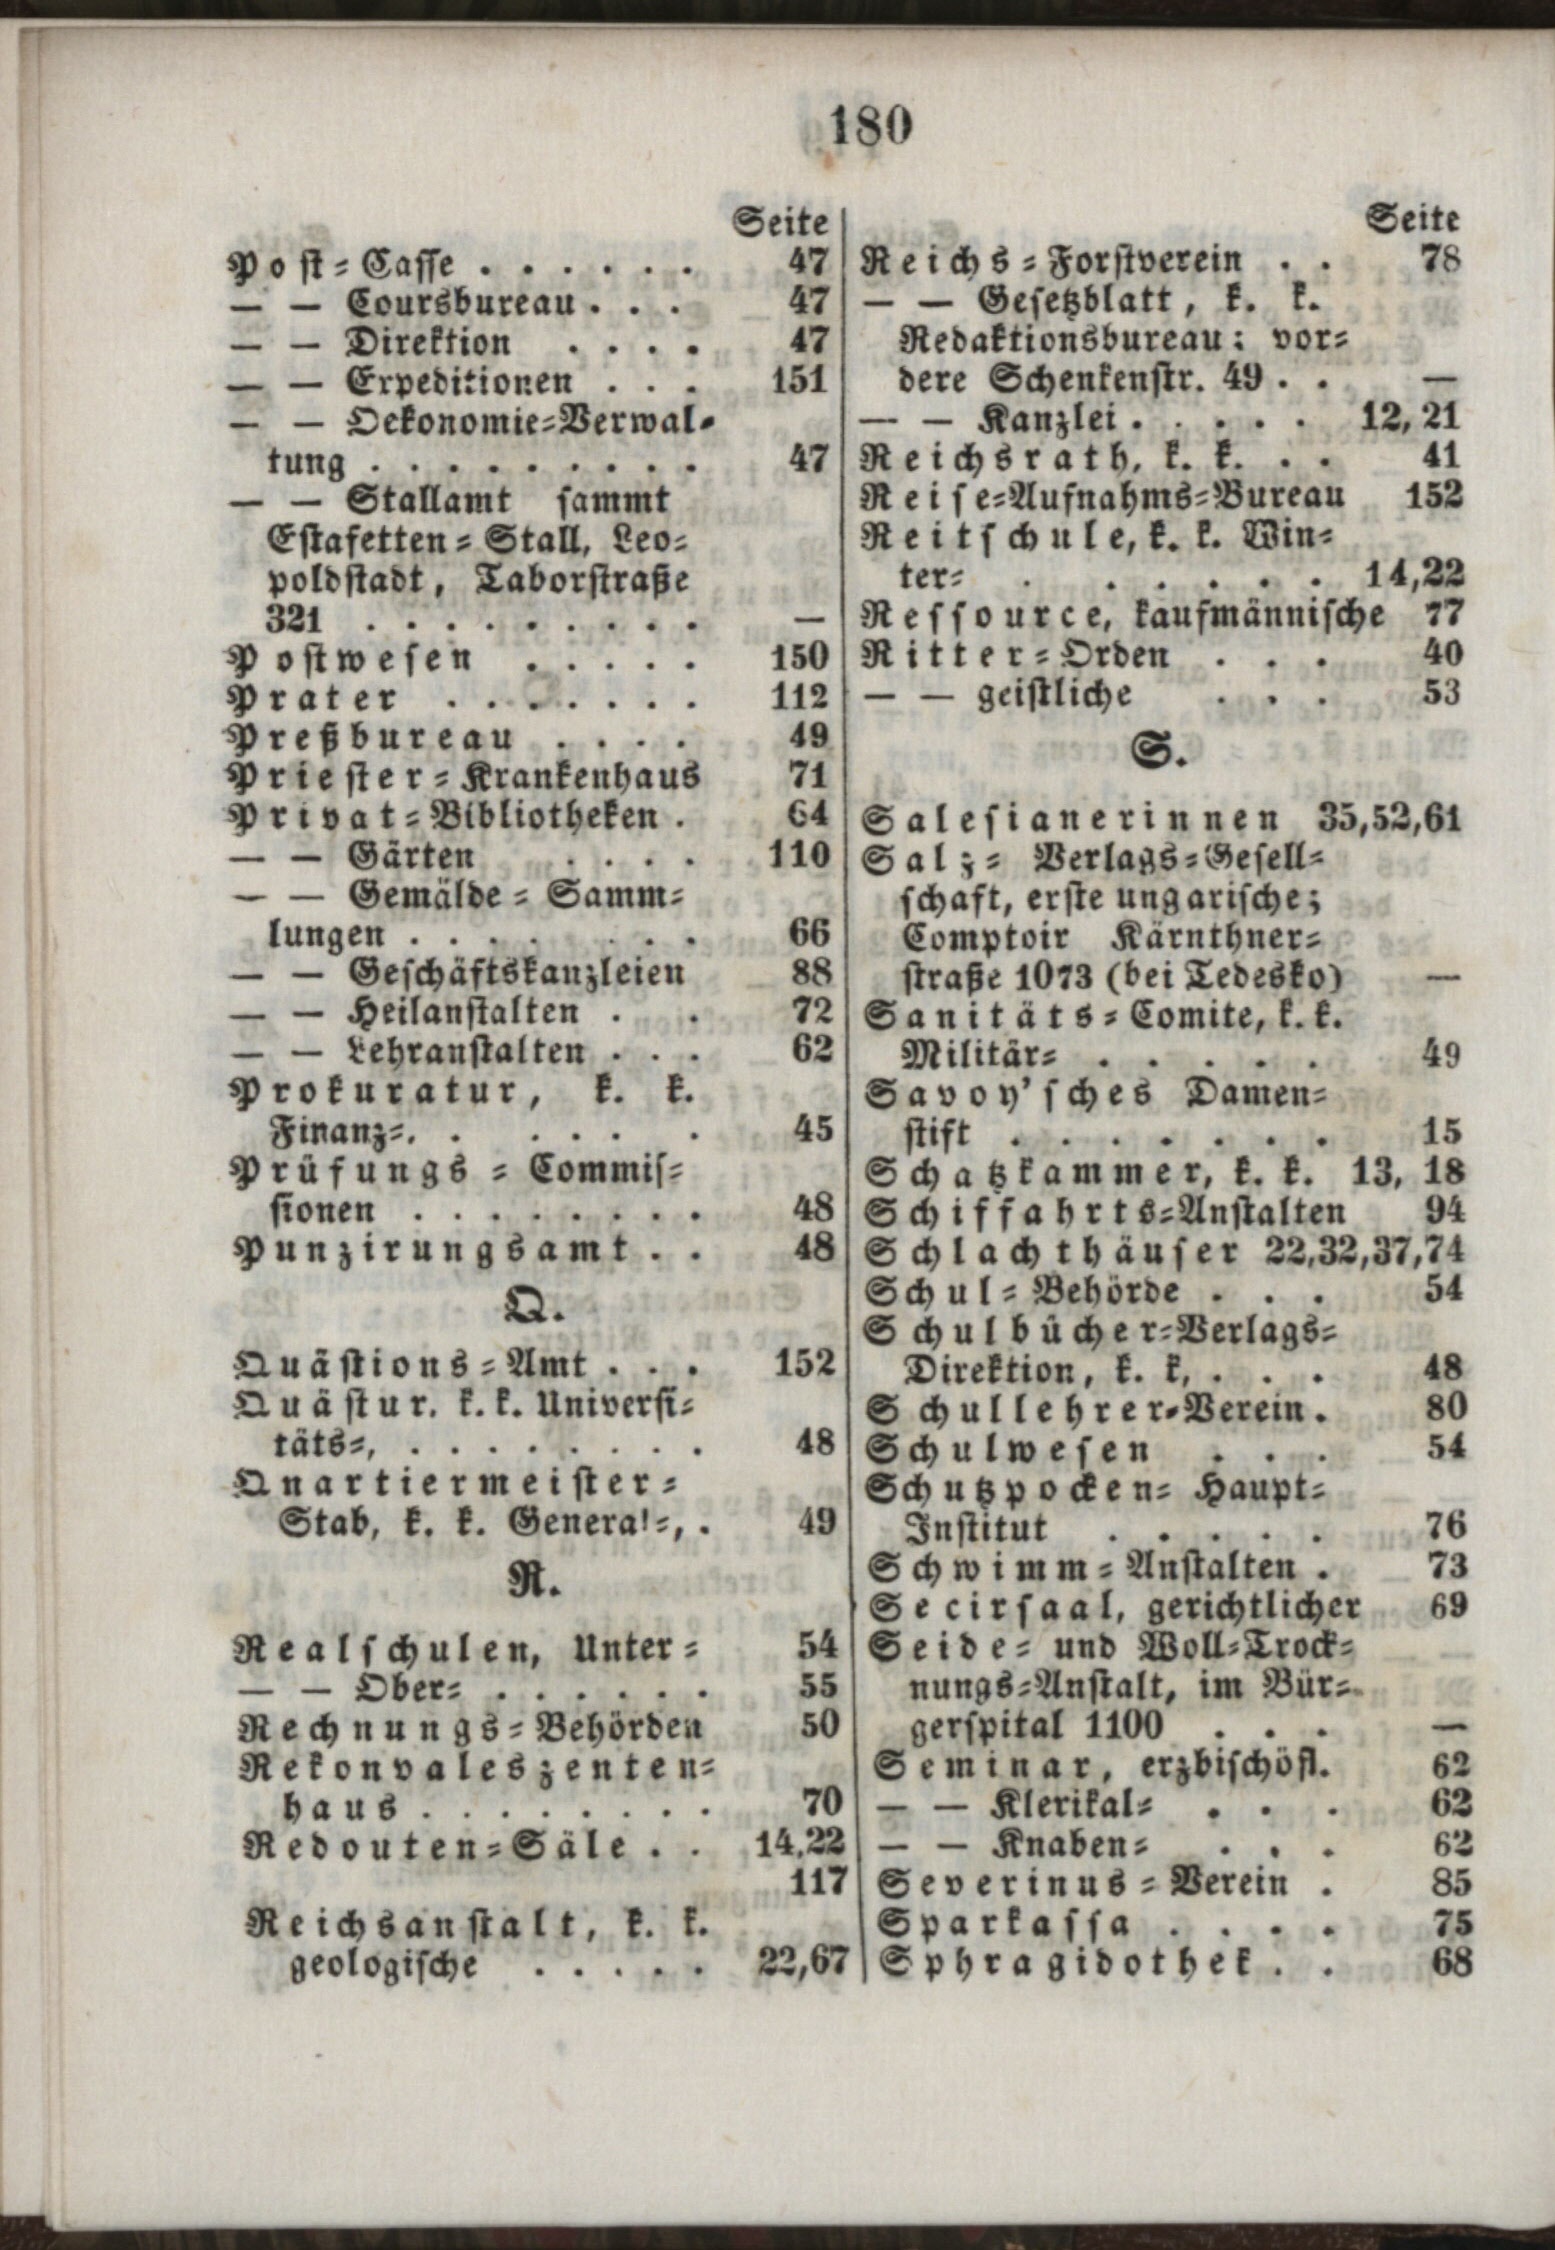 180
Seite
Post-Casse . . . . . . 47
— — Coursbureau . . . 47
— — Direktion . . . . 47
— — Expeditionen . . . 151
— — Oekonomie-Verwal-
tung . . . . . . . . . 47
— — Stallamt sammt
Estafetten-Stall, Leo-
poldstadt, Taborstraße
321 . . . . . . . . . —
Postwesen . . . . . 150
Prater . . . . . . . 112
Preßbureau . . . . 49
Priester-Krankenhaus 71
Privat-Bibliotheken . 64
— — Gärten . . . . 110
— — Gemälde-Samm-
lungen . . . . . . . 66
— — Geschäftskanzleien 88
— — Heilanstalten . . 72
— — Lehranstalten . . . 62
Prokuratur, k. k.
Finanz-. . . . . . 45
Prüfungs-Commis-
sionen . . . . . . . . 48
Punzirungsamt . . 48
Q.
Quästions-Amt . . . 152
Quästur, k. k. Universi-
täts-, . . . . . . . . 48
Qnartiermeister-
Stab, k. k. General-, . 49
R.
Realschulen, Unter- 54
— — Ober- . . . . . . 55
Rechnungs-Behörden 50
Rekonvaleszenten-
haus . . . . . . . . 70
Redouten-Säle . . 14,22
117
Reichsanstalt, k. k.
geologische . . . . . 22,67
Seite
Reichs-Forstverein . . 78
— — Gesetzblatt, k. k.
Redaktionsbureau: vor-
dere Schenkenstr. 49 . . —
— — Kanzlei . . . . . 12, 21
Reichsrath, k. k. . . 41
Reise-Aufnahms-Bureau 152
Reitschule, k. k. Win-
ter- . . . . . . 14,22
Ressource, kaufmännische 77
Ritter-Orden . . . 40
— — geistliche . . . 53
S.
Salesianerinnen 35,52,61
Salz-Verlags-Gesell-
schaft, erste ungarische;
Comptoir Kärnthner-
straße 1073 (bei Tedesko) —
Sanitäts-Comite, k. k.
Militär- . . . . . 49
Savoy'sches Damen-
stift . . . . . . . 15
Schatzkammer, k. k. 13, 18
Schiffahrts-Anstalten 94
Schlachthäuser 22,32,37,74
Schul-Behörde . . . 54
Schulbücher-Verlags-
Direktion, k. k, . . . 48
Schullehrer-Verein . 80
Schulwesen . . . 54
Schutzpocken-Haupt-
Institut . . . . . 76
Schwimm-Anstalten . 73
Secirsaal, gerichtlicher 69
Seide- und Woll-Trock-
nungs-Anstalt, im Bür-
gerspital 1100 . . . —
Seminar, erzbischöfl. 62
— — Klerikal- . . . 62
— — Knaben- . . . 62
Severinus-Verein . 85
Sparkassa . . . . 75
Sphragidothek . . 68